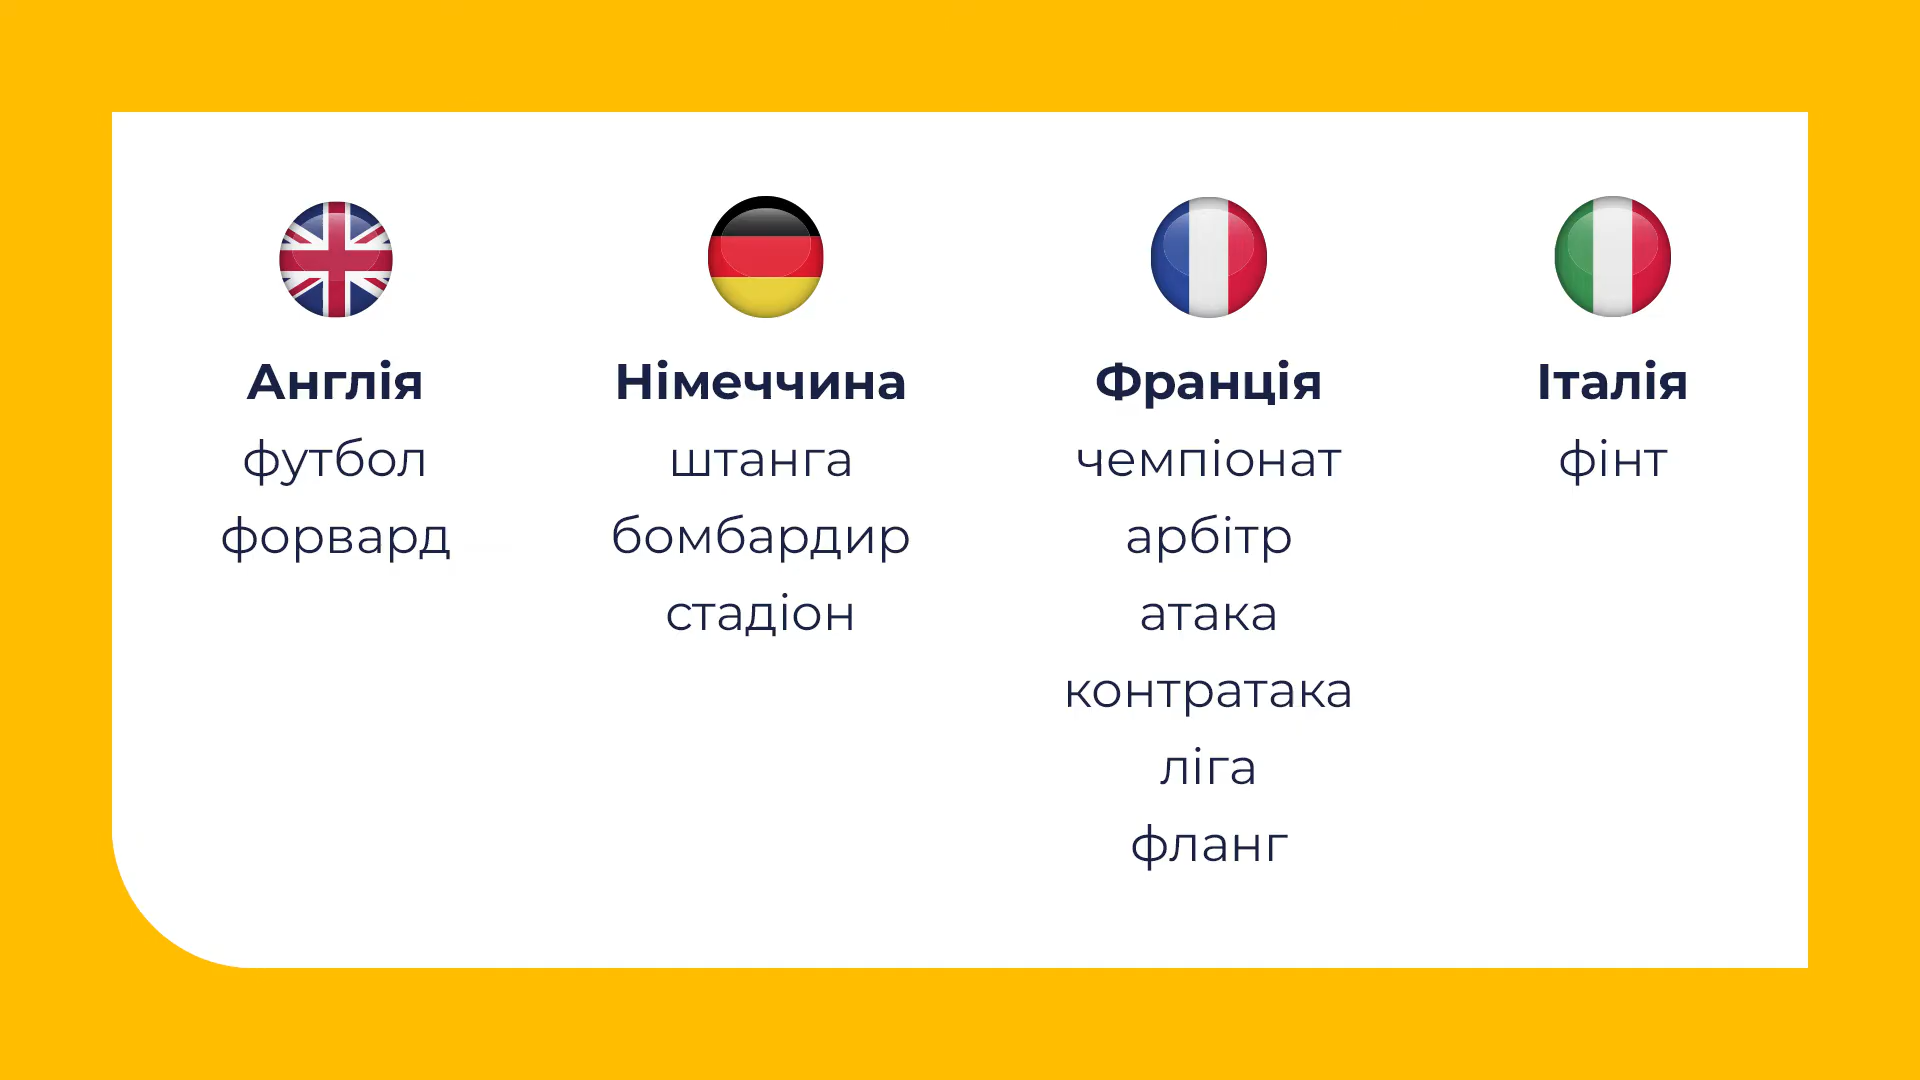 Англія
футбол
форвард
Німеччина
штанга
бомбардир
стадіон
Франція
чемпіонат
арбітр
атака
контратака
ліга
фланг
Італія
фінт